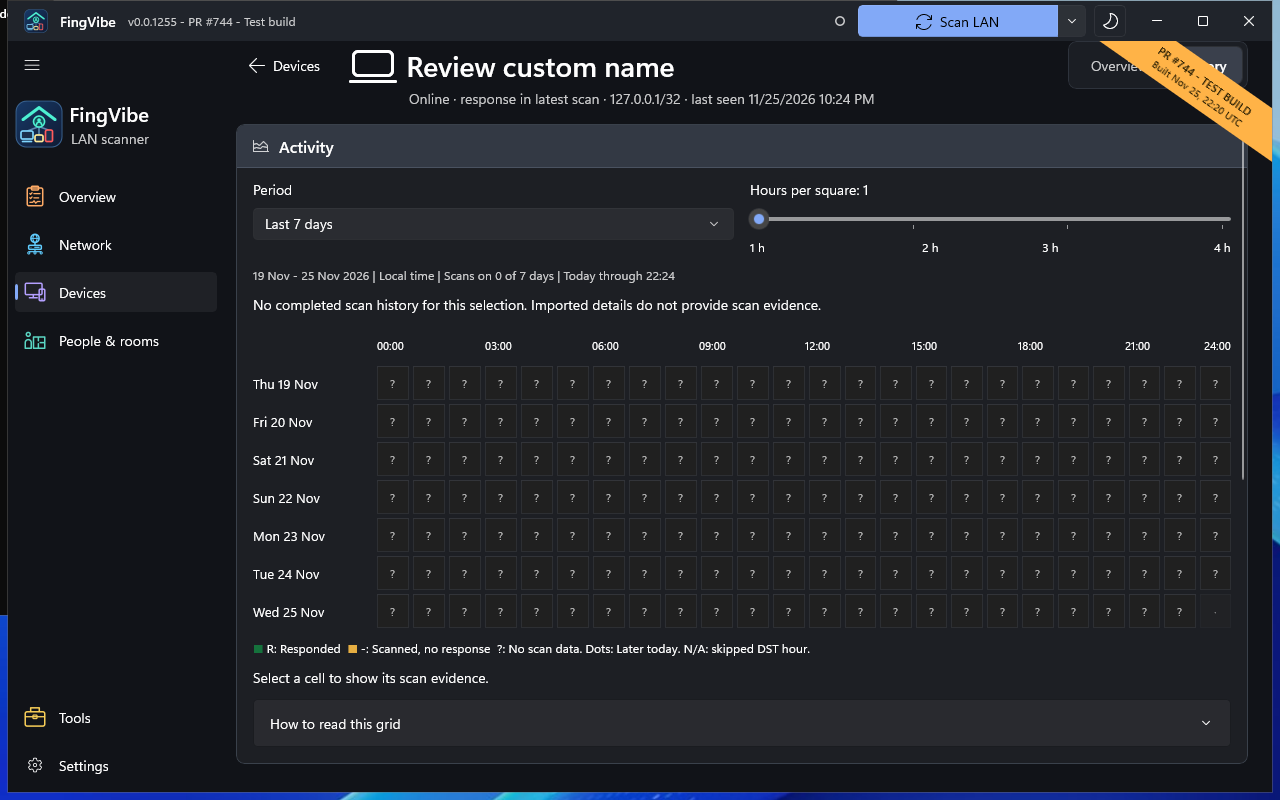 FingVibe v0.0.1255 - PR #744 - Test build
Scan LAN
Devices
Review custom name
Online · response in latest scan · 127.0.0.1/32 · last seen 11/25/2026 10:24 PM
PR #744 - TEST BUILD
Built Nov 25, 22:20 UTC
FingVibe
LAN scanner
Overview
Network
Devices
People & rooms
Tools
Settings
Activity
Period
Last 7 days
Hours per square: 1
1 h 2 h 3 h 4 h
19 Nov - 25 Nov 2026 | Local time | Scans on 0 of 7 days | Today through 22:24
No completed scan history for this selection. Imported details do not provide scan evidence.
00:00 03:00 06:00 09:00 12:00 15:00 18:00 21:00 24:00
Thu 19 Nov ? ? ? ? ? ? ? ? ? ? ? ? ? ? ? ? ? ? ? ? ? ? ? ?
Fri 20 Nov ? ? ? ? ? ? ? ? ? ? ? ? ? ? ? ? ? ? ? ? ? ? ? ?
Sat 21 Nov ? ? ? ? ? ? ? ? ? ? ? ? ? ? ? ? ? ? ? ? ? ? ? ?
Sun 22 Nov ? ? ? ? ? ? ? ? ? ? ? ? ? ? ? ? ? ? ? ? ? ? ? ?
Mon 23 Nov ? ? ? ? ? ? ? ? ? ? ? ? ? ? ? ? ? ? ? ? ? ? ? ?
Tue 24 Nov ? ? ? ? ? ? ? ? ? ? ? ? ? ? ? ? ? ? ? ? ? ? ? ?
Wed 25 Nov ? ? ? ? ? ? ? ? ? ? ? ? ? ? ? ? ? ? ? ? ? ? ? ·
R: Responded -: Scanned, no response ?: No scan data. Dots: Later today. N/A: skipped DST hour.
Select a cell to show its scan evidence.
How to read this grid